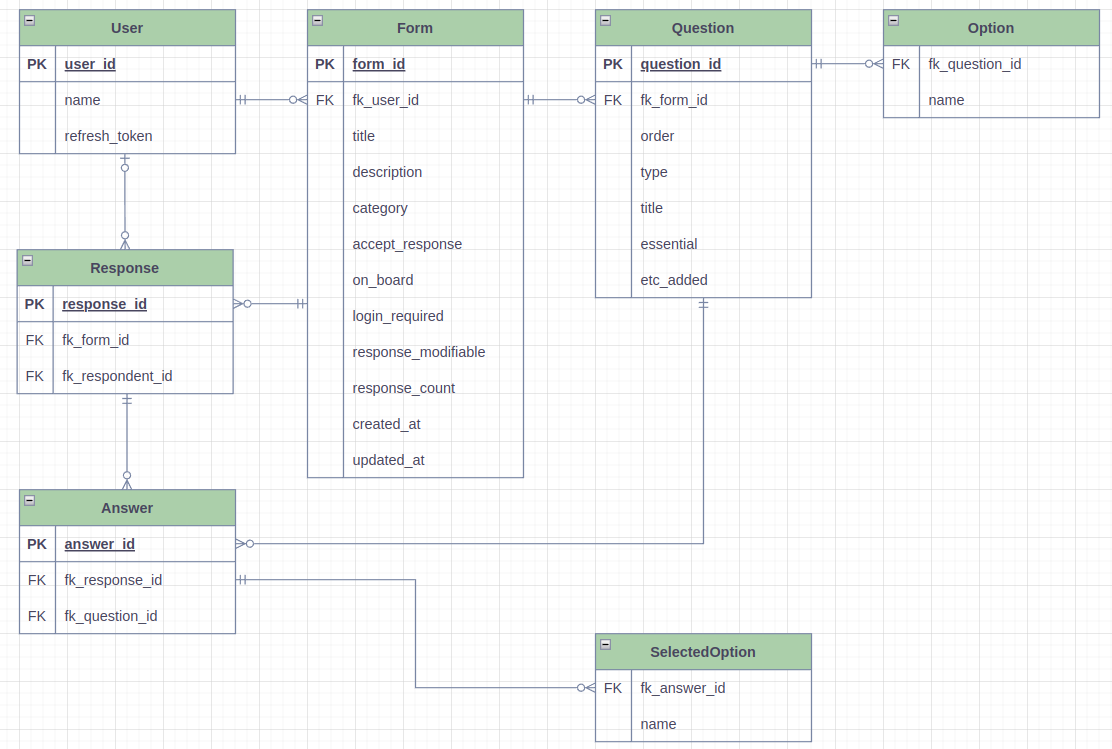 User
PK user_id
name
refresh_token
Form
PK form_id
FK fk_user_id
title
description
category
accept_response
on_board
login_required
response_modifiable
response_count
created_at
updated_at
Question
PK question_id
FK fk_form_id
order
type
title
essential
etc_added
Option
FK fk_question_id
name
Response
PK response_id
FK fk_form_id
FK fk_respondent_id
Answer
PK answer_id
FK fk_response_id
FK fk_question_id
SelectedOption
FK fk_answer_id
name